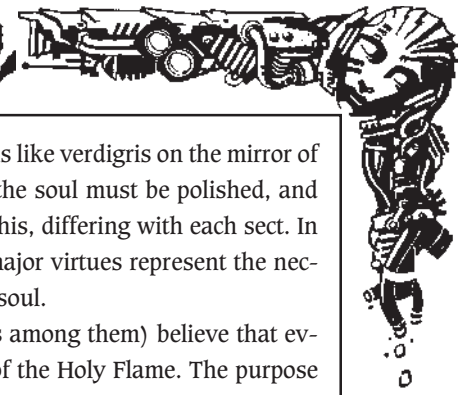 s like verdigris on the mirror of
the soul must be polished, and
his, differing with each sect. In
major virtues represent the nec-
soul.
s among them) believe that ev-
of the Holy Flame. The purpose